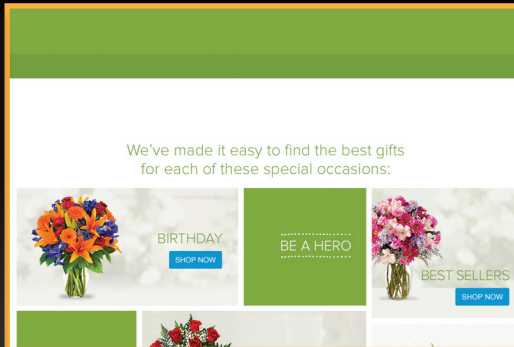 We've made it easy to find the best gifts
for each of these special occasions:
BIRTHDAY
SHOP NOW
BE A HERO
BEST SELLERS
SHOP NOW